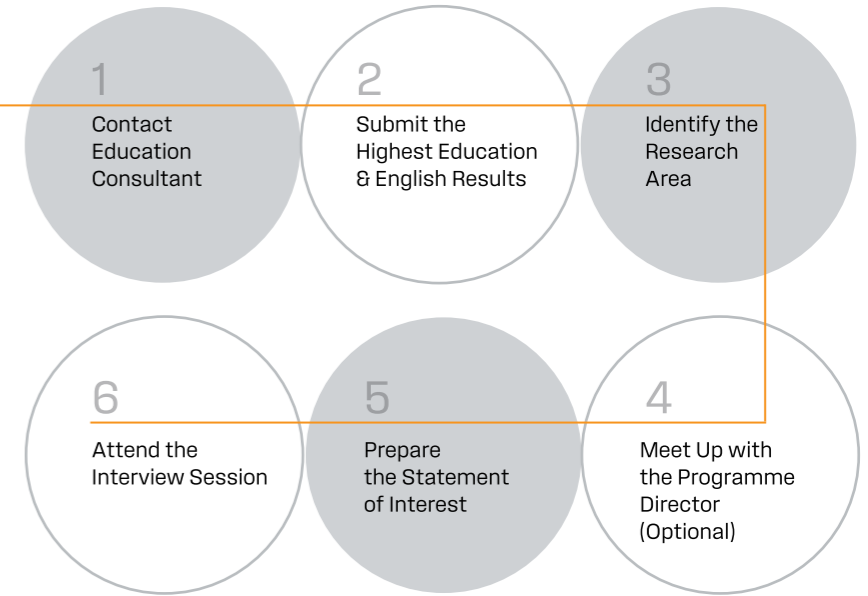 1
Contact
Education
Consultant
2
Submit the
Highest Education
& English Results
3
Identify the
Research
Area
4
Meet Up with
the Programme
Director
(Optional)
5
Prepare
the Statement
of Interest
6
Attend the
Interview Session